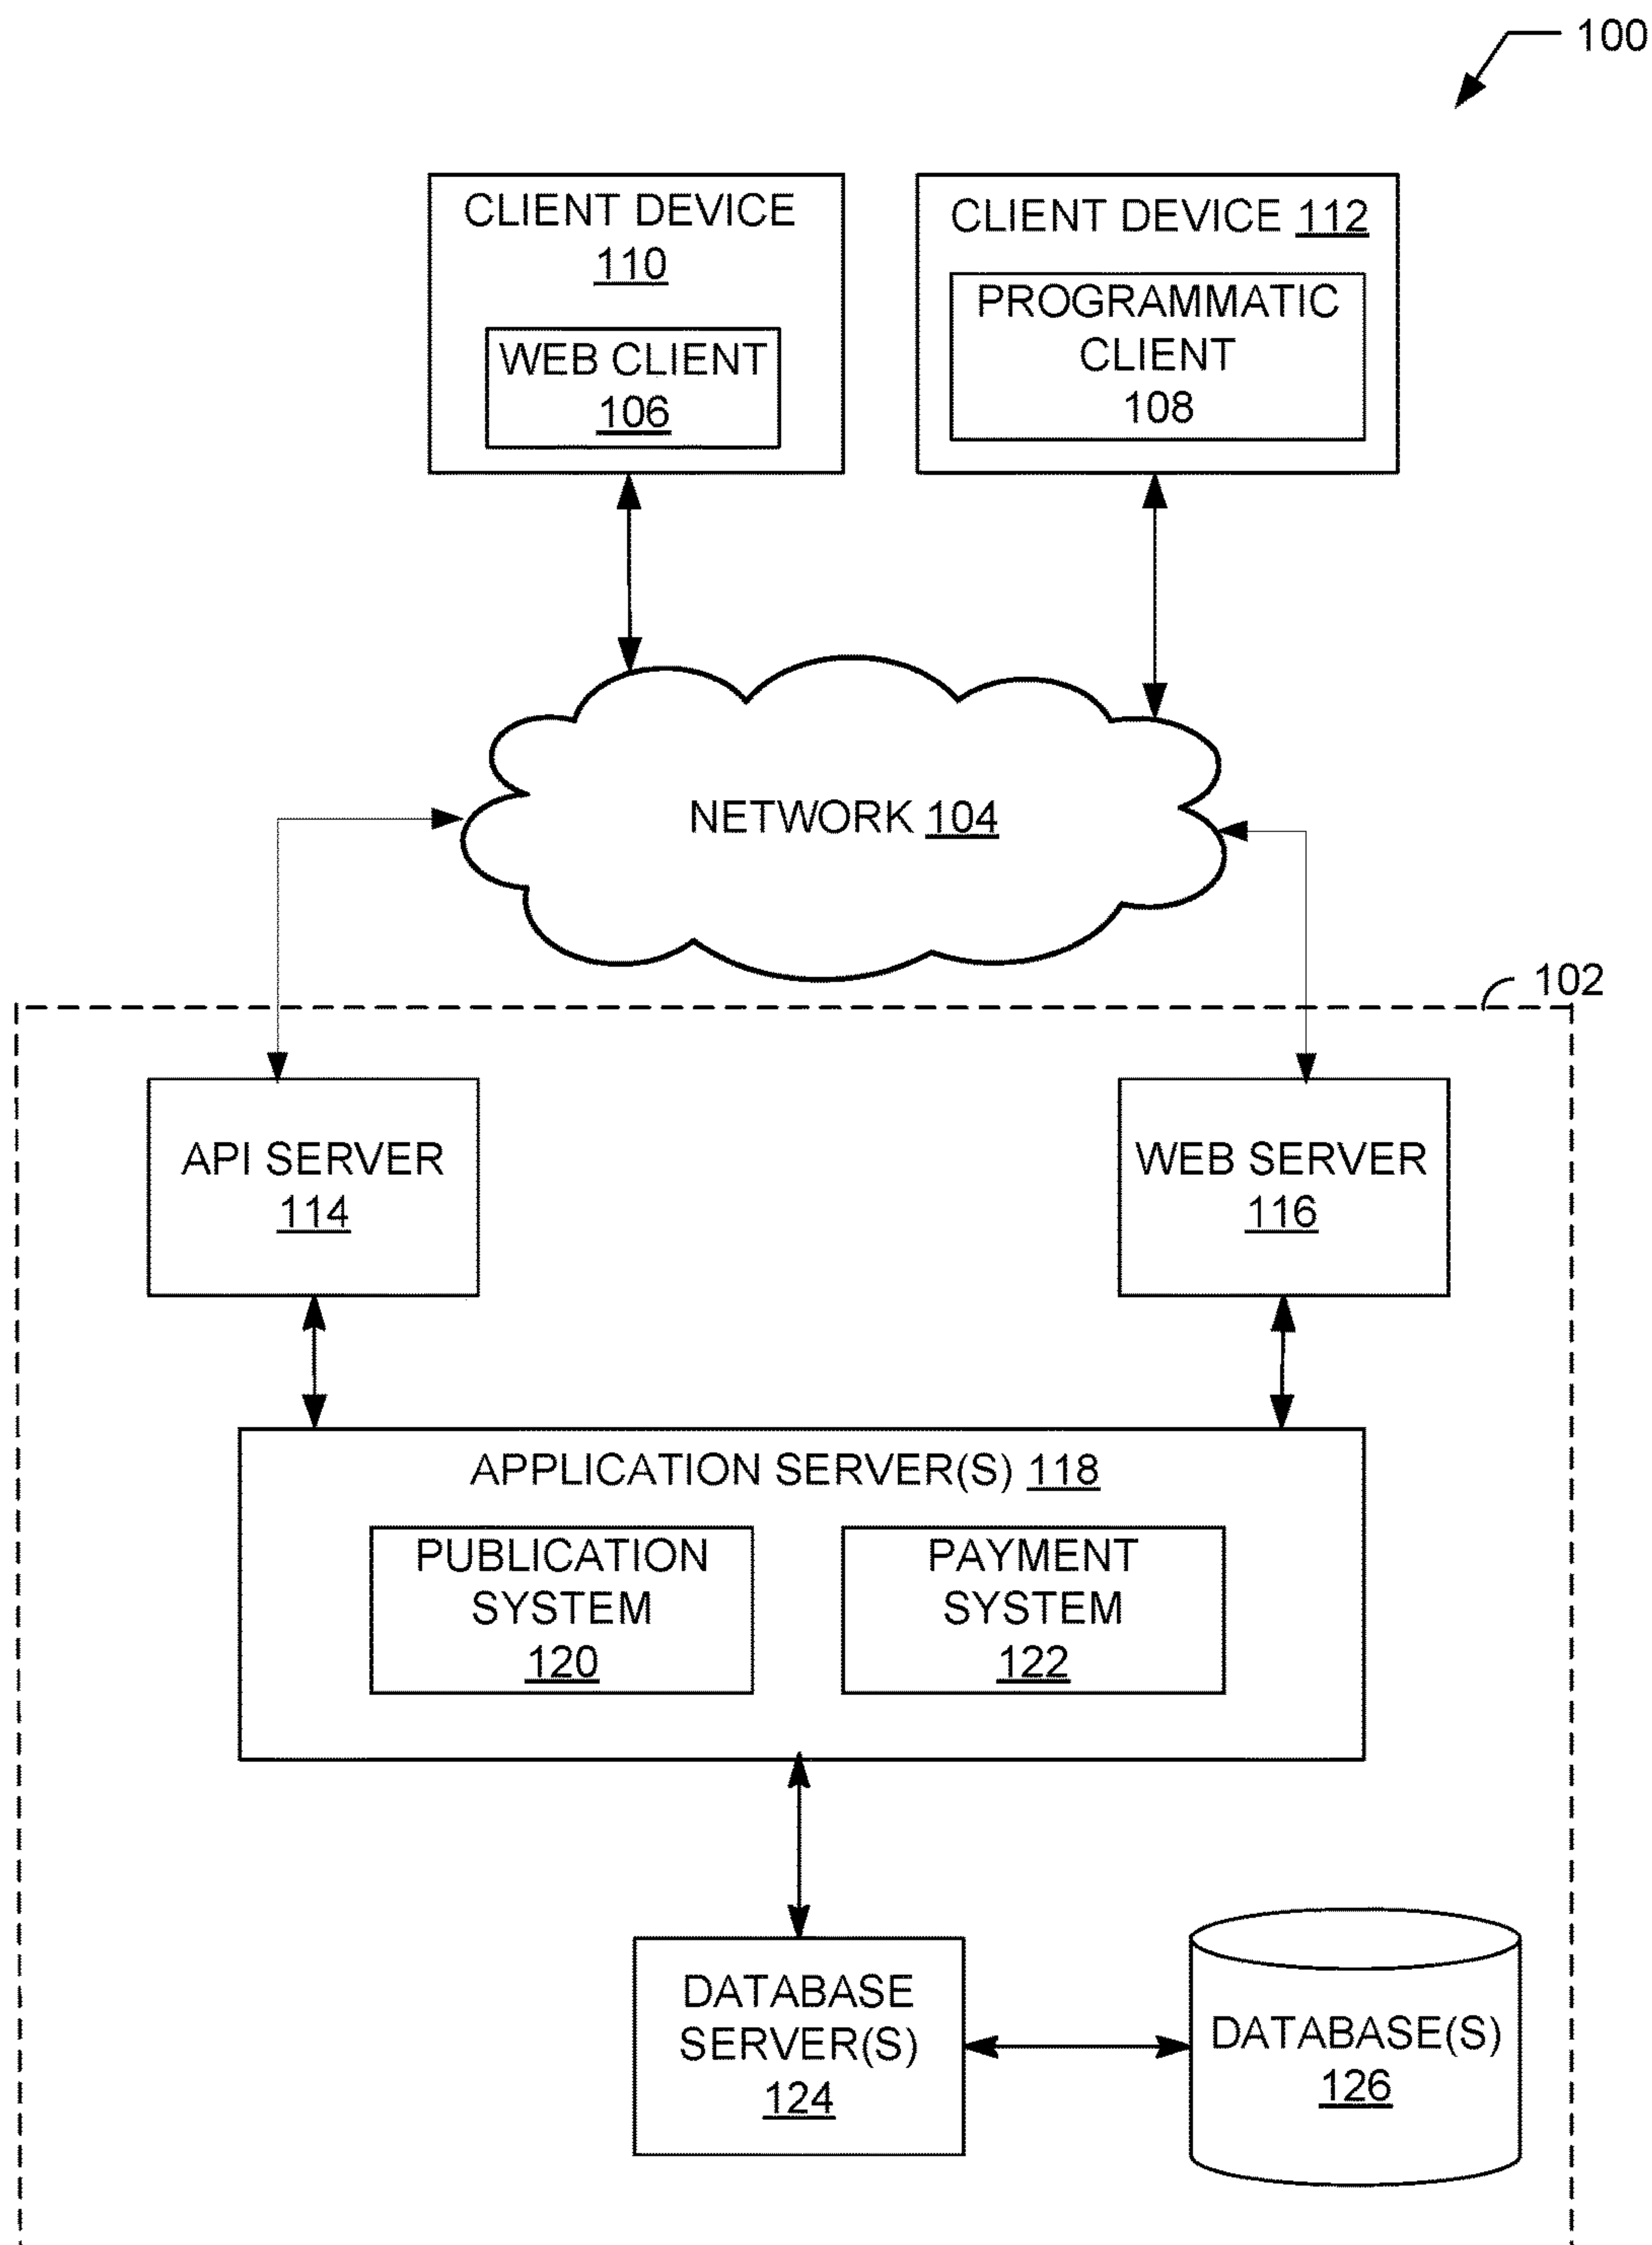 100
CLIENT DEVICE
110
WEB CLIENT
106
CLIENT DEVICE 112
PROGRAMMATIC
CLIENT
108
NETWORK 104
102
API SERVER
114
WEB SERVER
116
APPLICATION SERVER(S) 118
PUBLICATION
SYSTEM
120
PAYMENT
SYSTEM
122
DATABASE
SERVER(S)
124
DATABASE(S)
126